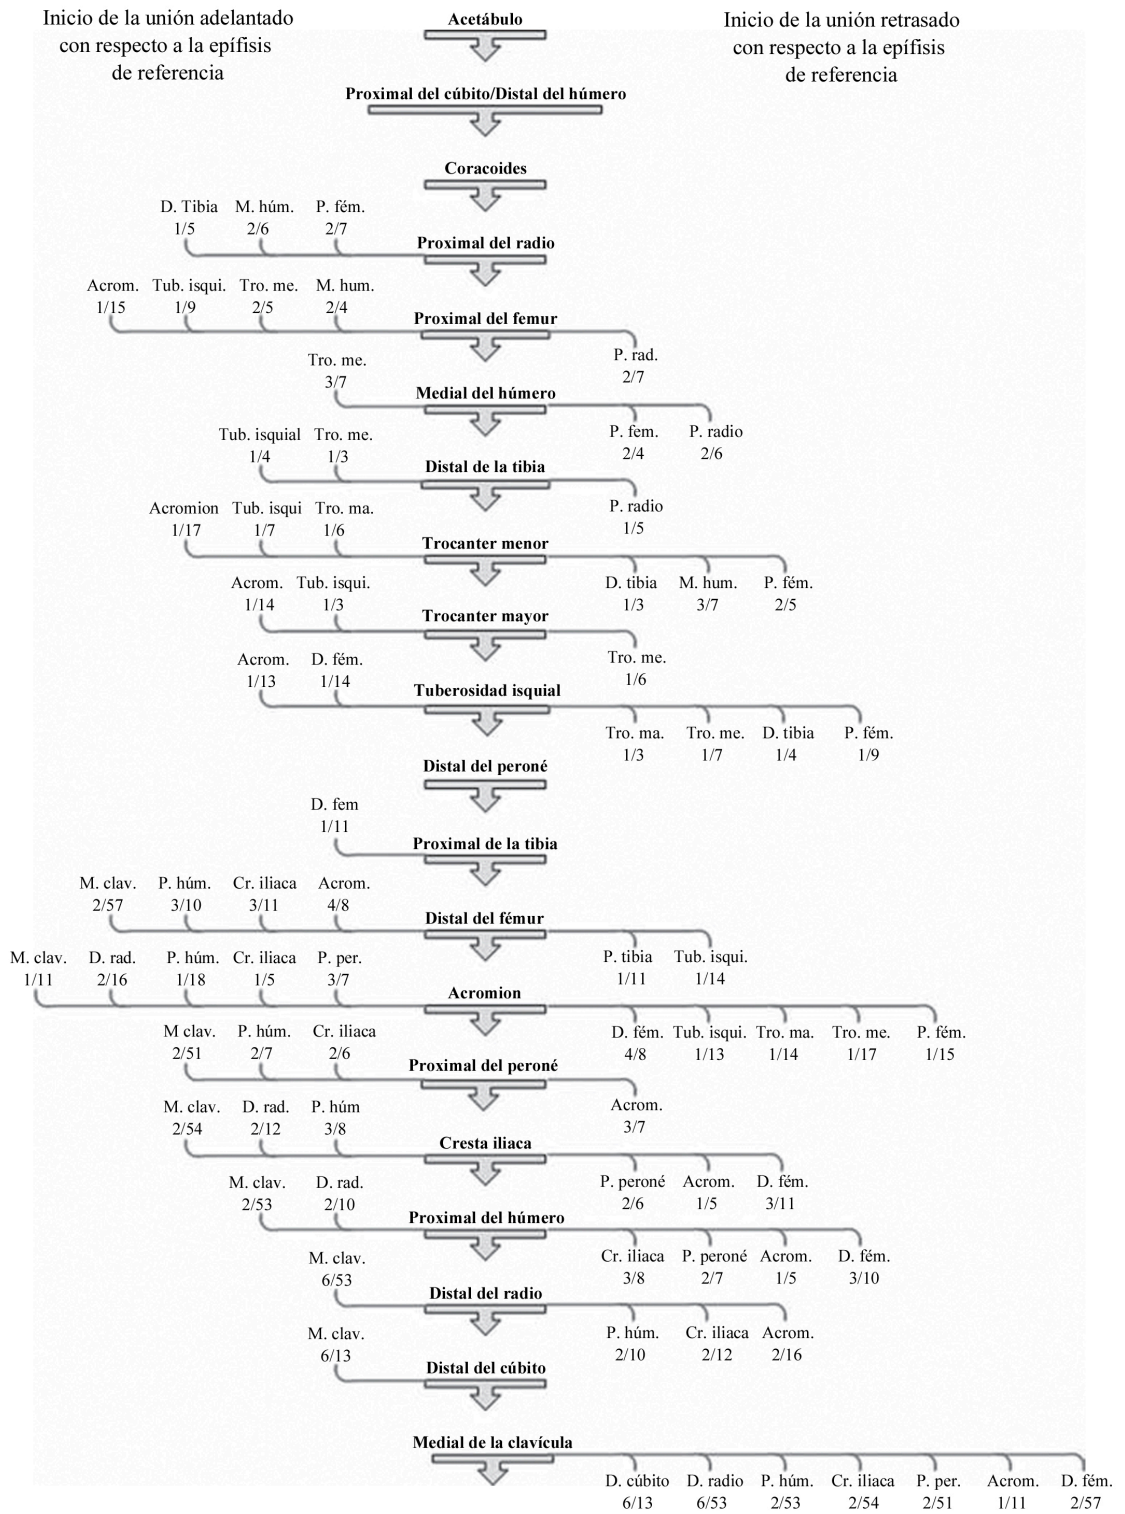 Inicio de la unión adelantado
con respecto a la epífisis
de referencia
Acetábulo
Inicio de la unión retrasado
con respecto a la epífisis
de referencia
Proximal del cúbito/Distal del húmero
Coracoides
D. Tibia M. húm. P. fém.
1/5 2/6 2/7
Proximal del radio
Acrom. Tub. isqui. Tro. me. M. hum.
1/15 1/9 2/5 2/4
Proximal del femur
P. rad.
2/7
Tro. me.
3/7
Medial del húmero
P. fem. P. radio
2/4 2/6
Tub. isquial Tro. me.
1/4 1/3
Distal de la tibia
P. radio
1/5
Acromion Tub. isqui Tro. ma.
1/17 1/7 1/6
Trocanter menor
D. tibia M. hum. P. fém.
1/3 3/7 2/5
Acrom. Tub. isqui.
1/14 1/3
Trocanter mayor
Tro. me.
1/6
Acrom. D. fém.
1/13 1/14
Tuberosidad isquial
Tro. ma. Tro. me. D. tibia P. fém.
1/3 1/7 1/4 1/9
Distal del peroné
D. fem
1/11
Proximal de la tibia
M. clav. P. húm. Cr. iliaca Acrom.
2/57 3/10 3/11 4/8
Distal del fémur
P. tibia Tub. isqui.
1/11 1/14
M. clav. D. rad. P. húm. Cr. iliaca P. per.
1/11 2/16 1/18 1/5 3/7
Acromion
D. fém. Tub. isqui. Tro. ma. Tro. me. P. fém.
4/8 1/13 1/14 1/17 1/15
M clav. P. húm. Cr. iliaca
2/51 2/7 2/6
Proximal del peroné
Acrom.
3/7
M. clav. D. rad. P. húm
2/54 2/12 3/8
Cresta iliaca
P. peroné Acrom. D. fém.
2/6 1/5 3/11
M. clav. D. rad.
2/53 2/10
Proximal del húmero
Cr. iliaca P. peroné Acrom. D. fém.
3/8 2/7 1/5 3/10
M. clav.
6/53
Distal del radio
P. húm. Cr. iliaca Acrom.
2/10 2/12 2/16
M. clav.
6/13
Distal del cúbito
Medial de la clavícula
D. cúbito D. radio P. húm. Cr. iliaca P. per. Acrom. D. fém.
6/13 6/53 2/53 2/54 2/51 1/11 2/57